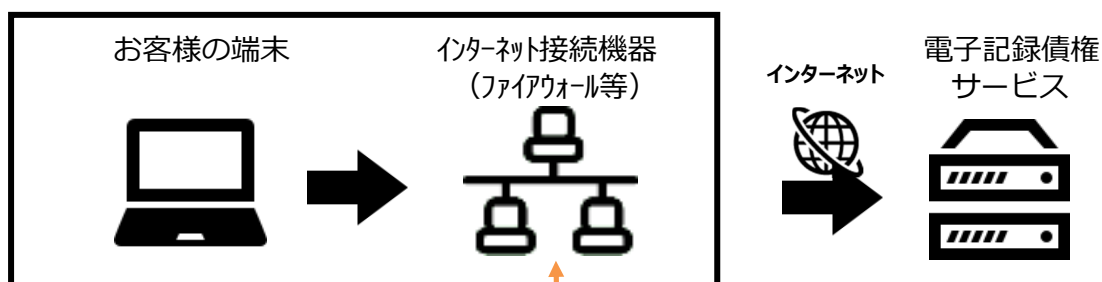 お客様の端末
インターネット接続機器
（ファイアウォール等）
インターネット
電子記録債権
サービス